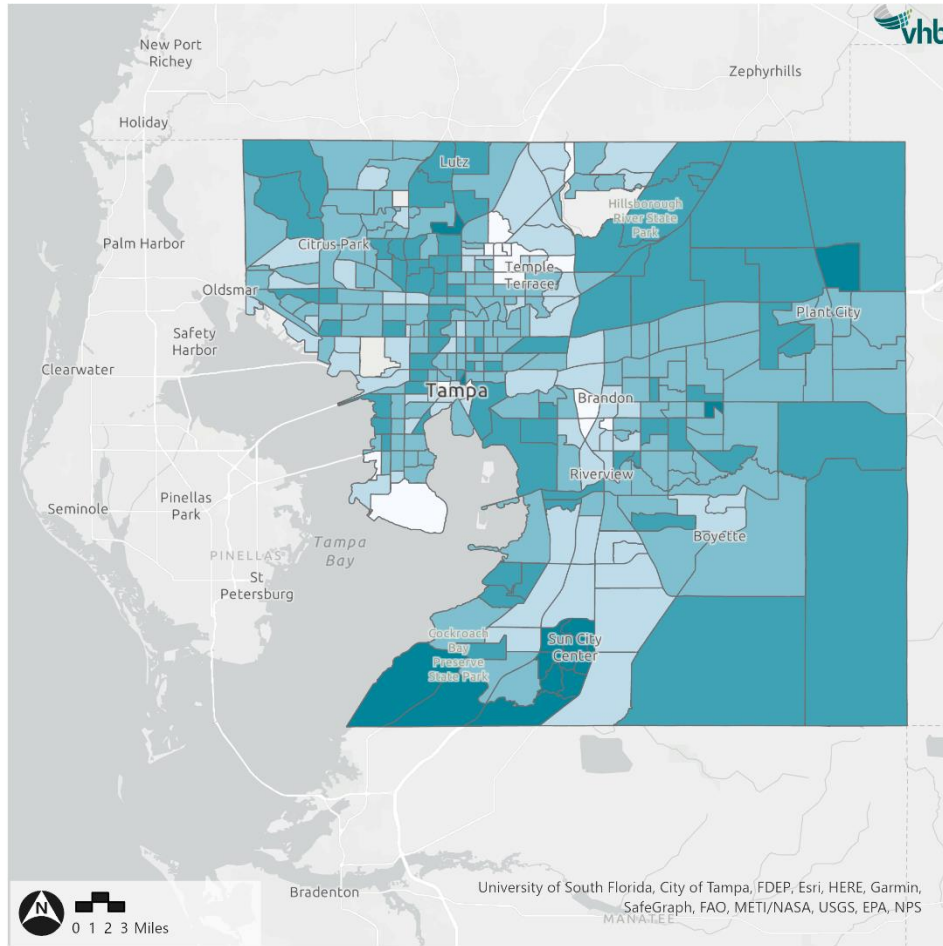 vhb
New Port
Richey
Zephyrhills
Holiday
Lutz
Hillsborough
River State
Park
Palm Harbor
Citrus Park
Temple
Terrace
Oldsmar
Plant City
Safety
Harbor
Clearwater
Tampa
Brandon
Riverview
Seminole
Pinellas
Park
Boyette
PINELLAS
Tampa
Bay
St
Petersburg
Cockroach
Bay
Preserve
State Park
Sun City
Center
N
0 1 2 3 Miles
Bradenton
University of South Florida, City of Tampa, FDEP, Esri, HERE, Garmin,
SafeGraph, FAO, METI/NASA, USGS, EPA, NPS
MANATEE